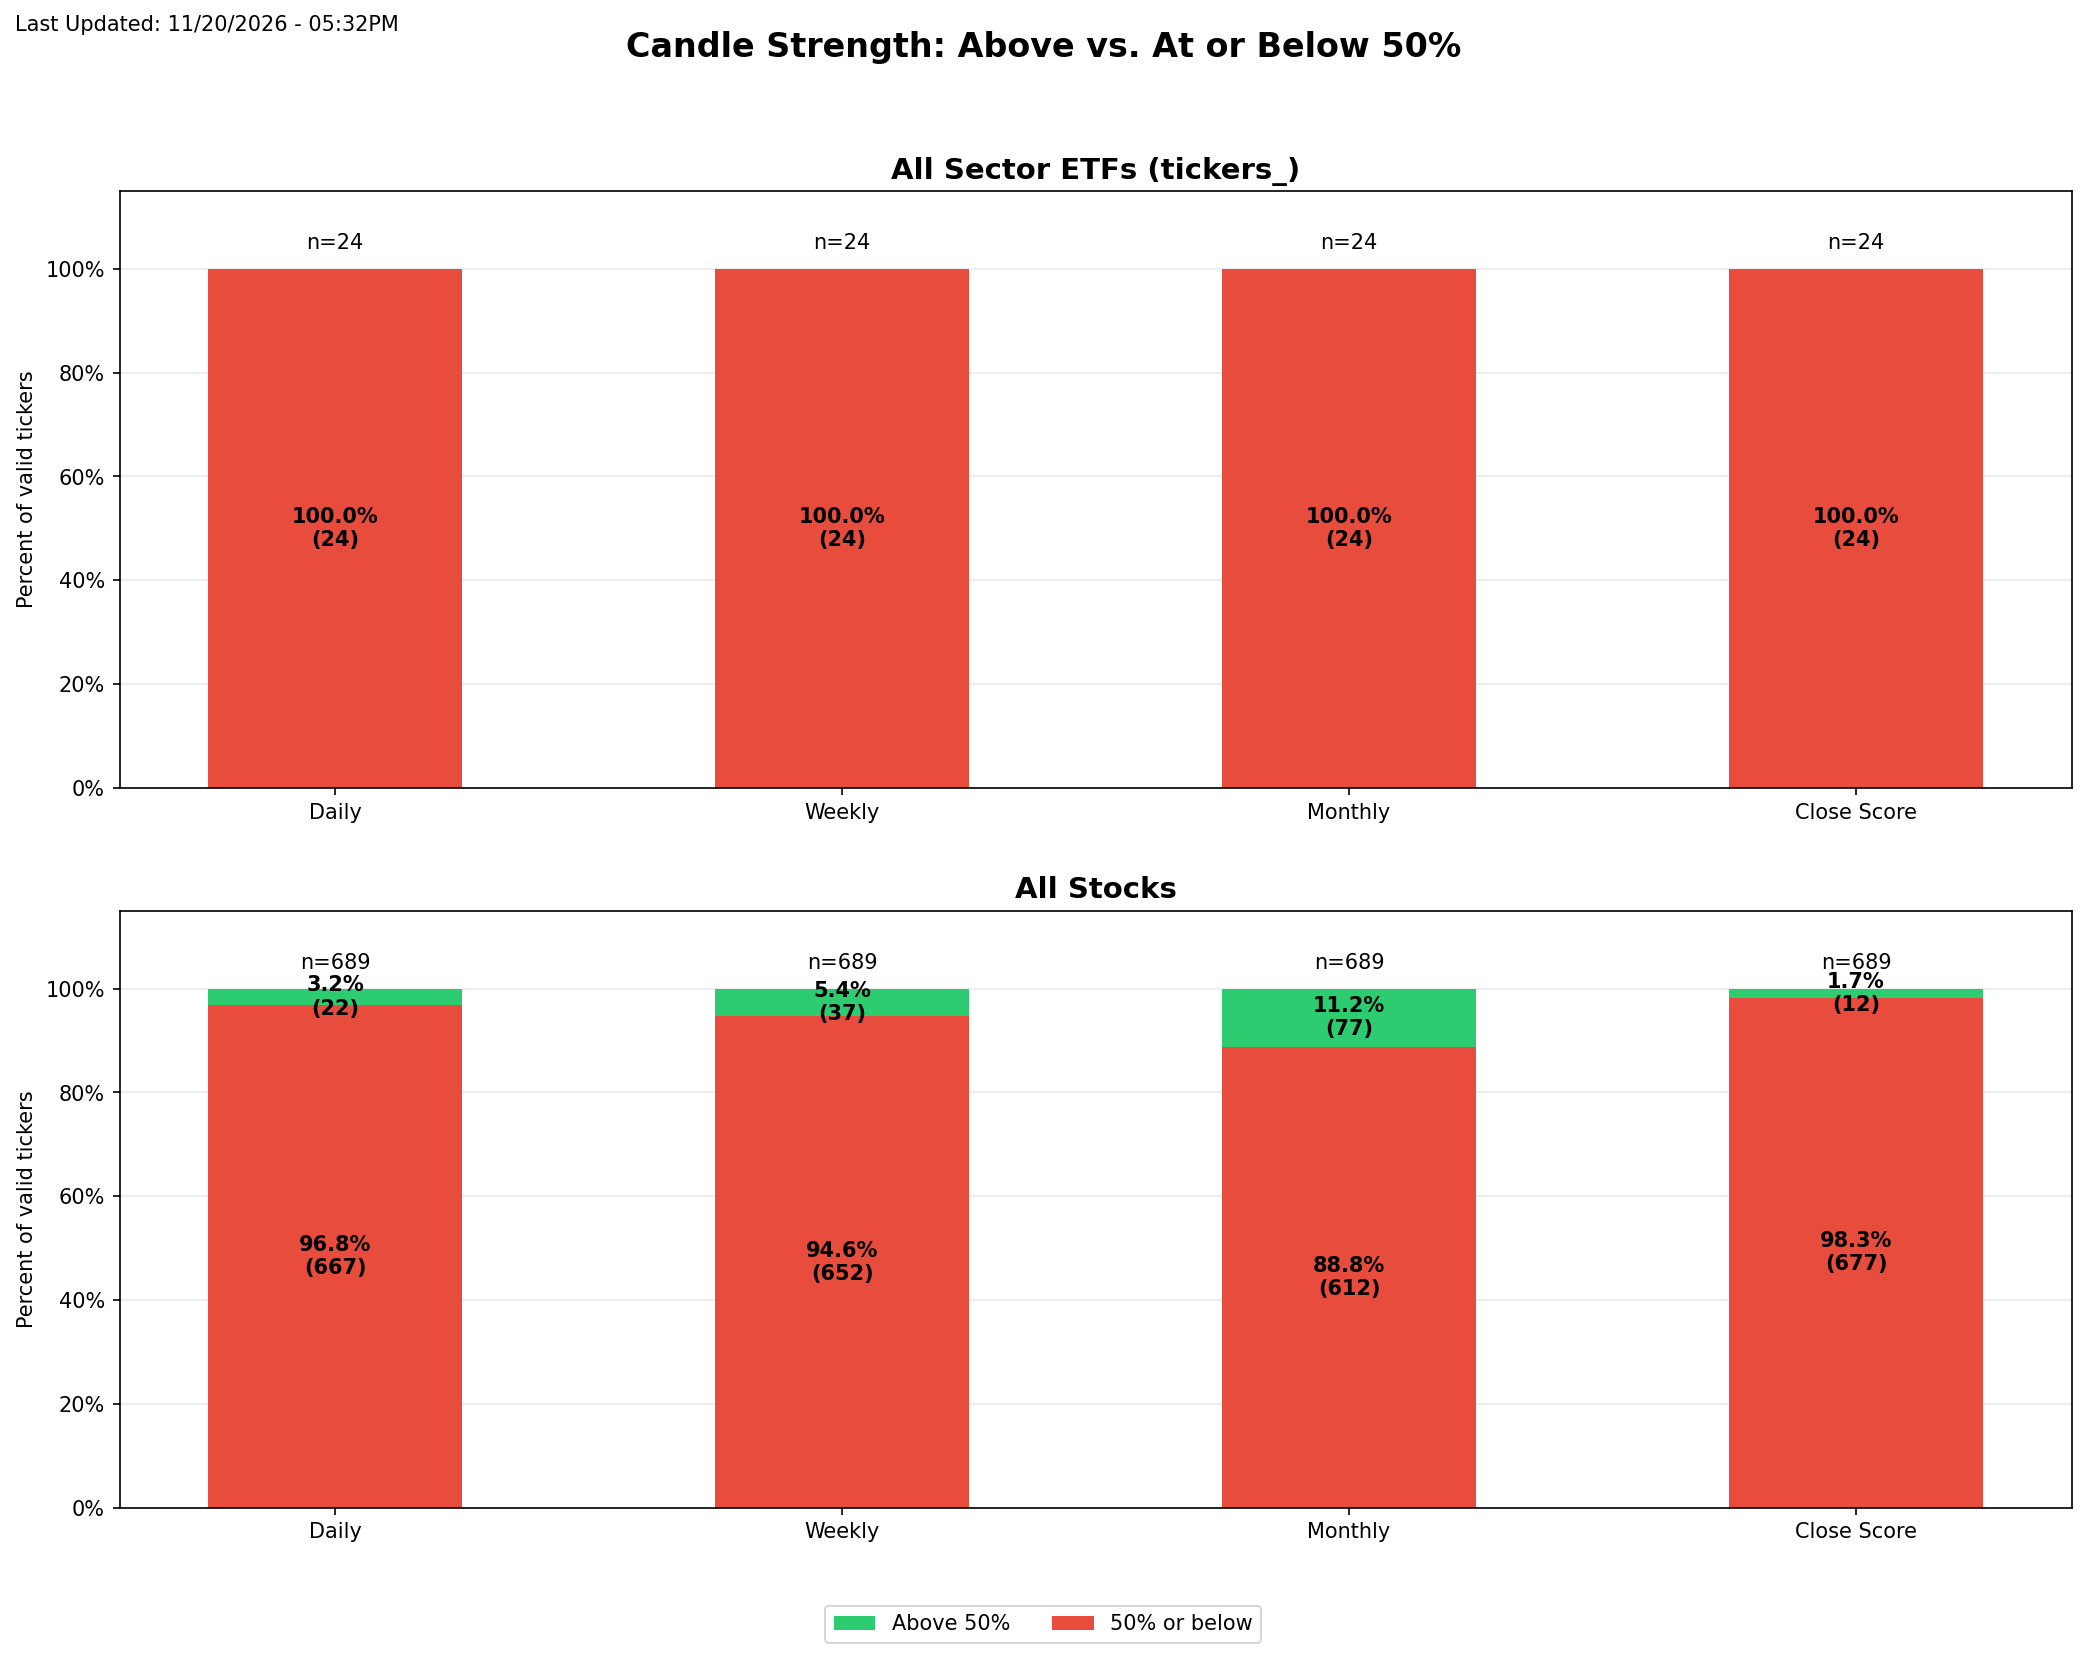 Last Updated: 11/20/2026 - 05:32PM
Candle Strength: Above vs. At or Below 50%
All Sector ETFs (tickers_)
Percent of valid tickers
n=24
n=24
n=24
n=24
100%
80%
60%
40%
20%
0%
100.0%
(24)
100.0%
(24)
100.0%
(24)
100.0%
(24)
Daily
Weekly
Monthly
Close Score
All Stocks
Percent of valid tickers
n=689
n=689
n=689
n=689
100%
80%
60%
40%
20%
0%
3.2%
(22)
5.4%
(37)
11.2%
(77)
1.7%
(12)
96.8%
(667)
94.6%
(652)
88.8%
(612)
98.3%
(677)
Daily
Weekly
Monthly
Close Score
Above 50%
50% or below